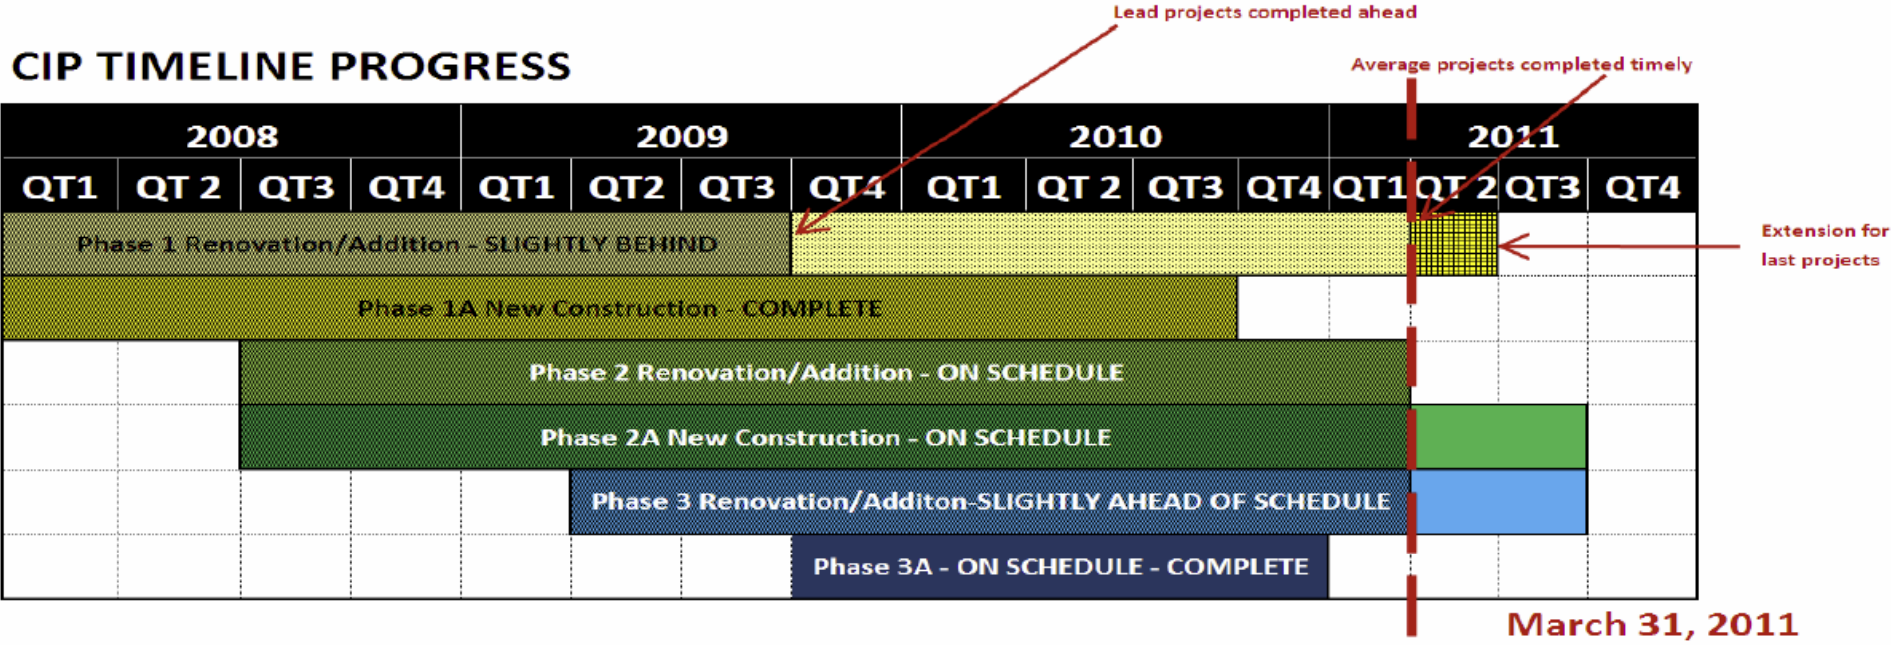 Lead projects completed ahead
CIP TIMELINE PROGRESS
Average projects completed timely
2008 2009 2010 2011
QT1 QT 2 QT3 QT4 QT1 QT2 QT3 QT4 QT1 QT 2 QT3 QT4 QT1 QT 2 QT3 QT4
Phase 1 Renovation/Addition - SLIGHTLY BEHIND
Extension for
last projects
Phase 1A New Construction - COMPLETE
Phase 2 Renovation/Addition - ON SCHEDULE
Phase 2A New Construction - ON SCHEDULE
Phase 3 Renovation/Additon-SLIGHTLY AHEAD OF SCHEDULE
Phase 3A - ON SCHEDULE - COMPLETE
March 31, 2011